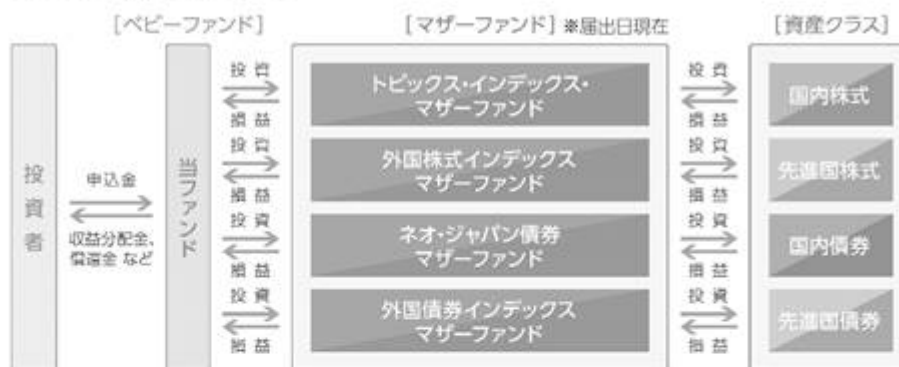 [ベビーファンド]
[マザーファンド] ※届出日現在
[資産クラス]
投資者
申込金
収益分配金、
償還金 など
当ファンド
投資
損益
投資
損益
投資
損益
投資
損益
トピックス・インデックス・
マザーファンド
外国株式インデックス
マザーファンド
ネオ・ジャパン債券
マザーファンド
外国債券インデックス
マザーファンド
投資
損益
投資
損益
投資
損益
投資
損益
国内株式
先進国株式
国内債券
先進国債券